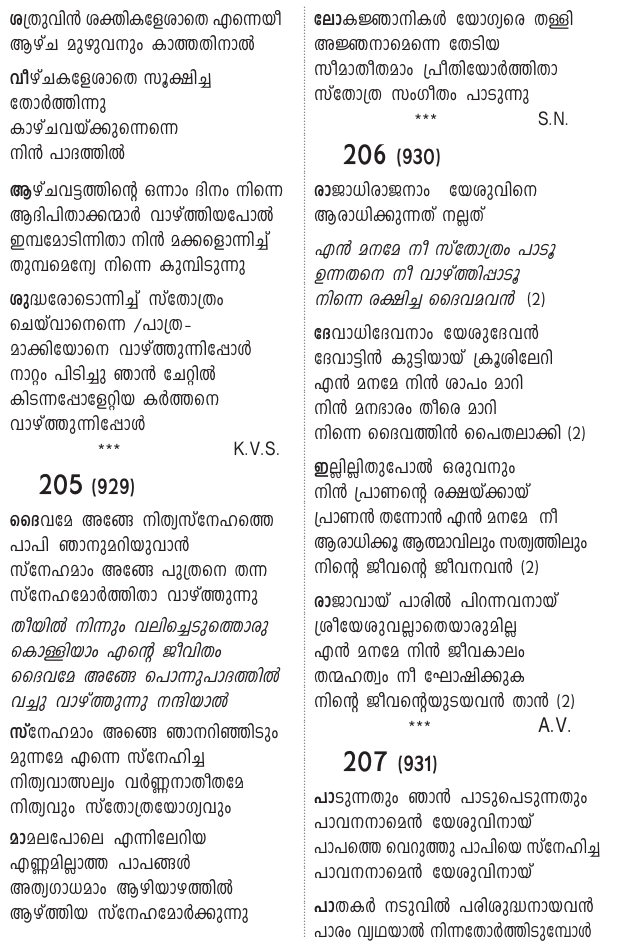 ശത്രുവിൻ ശക്തികളേശാതെ എന്നെയീ
ആഴ്ച മുഴുവനും കാത്തതിനാൽ
വീഴ്ചകളേശാതെ സൂക്ഷിച്ച
തോർത്തിന്നു
കാഴ്ചവയ്ക്കുന്നെന്നെ
നിൻ പാദത്തിൽ
ആഴ്ചവട്ടത്തിന്റെ ഒന്നാം ദിനം നിന്നെ
ആദിപിതാക്കന്മാർ വാഴ്ത്തിയപോൽ
ഇമ്പമോടിന്നിതാ നിൻ മക്കളൊന്നിച്ച്
തുമ്പമെന്യേ നിന്നെ കുമ്പിടുന്നു
ശുദ്ധരോടൊന്നിച്ച് സ്തോത്രം
ചെയ്‌വാനെന്നെ /പാത്ര-
മാക്കിയോനെ വാഴ്ത്തുന്നിപ്പോൾ
നാറ്റം പിടിച്ചു ഞാൻ ചേറ്റിൽ
കിടന്നപ്പോളേറ്റിയ കർത്തനെ
വാഴ്ത്തുന്നിപ്പോൾ
*** K.V.S.
205 (929)
ദൈവമേ അങ്ങേ നിത്യസ്നേഹത്തെ
പാപി ഞാനുമറിയുവാൻ
സ്നേഹമാം അങ്ങേ പുത്രനെ തന്ന
സ്നേഹമോർത്തിതാ വാഴ്ത്തുന്നു
തീയിൽ നിന്നും വലിച്ചെടുത്തൊരു
കൊള്ളിയാം എന്റെ ജീവിതം
ദൈവമേ അങ്ങേ പൊന്നുപാദത്തിൽ
വച്ചു വാഴ്ത്തുന്നു നന്ദിയാൽ
സ്നേഹമാം അങ്ങെ ഞാനറിഞ്ഞിടും
മുന്നമേ എന്നെ സ്നേഹിച്ച
നിത്യവാത്സല്യം വർണ്ണനാതീതമേ
നിത്യവും സ്തോത്രയോഗ്യവും
മാമലപോലെ എന്നിലേറിയ
എണ്ണമില്ലാത്ത പാപങ്ങൾ
അത്യഗാധമാം ആഴിയാഴത്തിൽ
ആഴ്ത്തിയ സ്നേഹമോർക്കുന്നു
ലോകജ്ഞാനികൾ യോഗ്യരെ തള്ളി
അജ്ഞനാമെന്നെ തേടിയ
സീമാതീതമാം പ്രീതിയോർത്തിതാ
സ്തോത്ര സംഗീതം പാടുന്നു
*** S.N.
206 (930)
രാജാധിരാജനാം യേശുവിനെ
ആരാധിക്കുന്നത് നല്ലത്
എൻ മനമേ നീ സ്തോത്രം പാടൂ
ഉന്നതനെ നീ വാഴ്ത്തിപ്പാടൂ
നിന്നെ രക്ഷിച്ച ദൈവമവൻ (2)
ദേവാധിദേവനാം യേശുദേവൻ
ദേവാട്ടിൻ കുട്ടിയായ് ക്രൂശിലേറി
എൻ മനമേ നിൻ ശാപം മാറി
നിൻ മനഭാരം തീരെ മാറി
നിന്നെ ദൈവത്തിൻ പൈതലാക്കി (2)
ഇല്ലില്ലിതുപോൽ ഒരുവനും
നിൻ പ്രാണന്റെ രക്ഷയ്ക്കായ്
പ്രാണൻ തന്നോൻ എൻ മനമേ നീ
ആരാധിക്കൂ ആത്മാവിലും സത്യത്തിലും
നിന്റെ ജീവന്റെ ജീവനവൻ (2)
രാജാവായ് പാരിൽ പിറന്നവനായ്
ശ്രീയേശുവല്ലാതെയാരുമില്ല
എൻ മനമേ നിൻ ജീവകാലം
തന്മഹത്വം നീ ഘോഷിക്കുക
നിന്റെ ജീവന്റെയുടയവൻ താൻ (2)
*** A.V.
207 (931)
പാടുന്നതും ഞാൻ പാടുപെടുന്നതും
പാവനനാമെൻ യേശുവിനായ്
പാപത്തെ വെറുത്തു പാപിയെ സ്നേഹിച്ച
പാവനനാമെൻ യേശുവിനായ്
പാതകർ നടുവിൽ പരിശുദ്ധനായവൻ
പാരം വ്യഥയാൽ നിന്നതോർത്തിടുമ്പോൾ